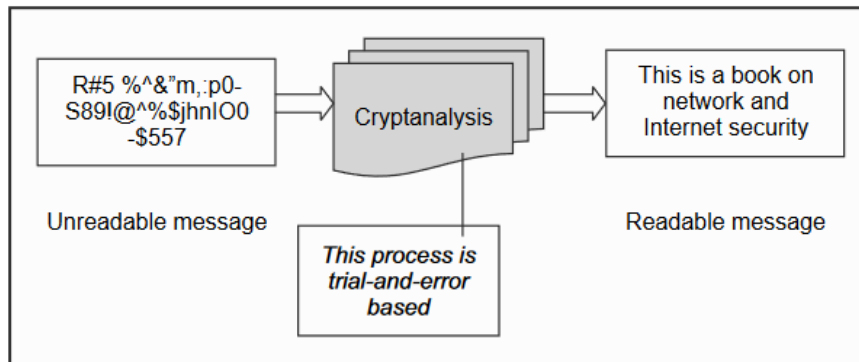 R#5 %^&”m,:p0-
S89!@^%$jhnIO0
-$557
Cryptanalysis
This is a book on
network and
Internet security
Unreadable message
Readable message
This process is
trial-and-error
based